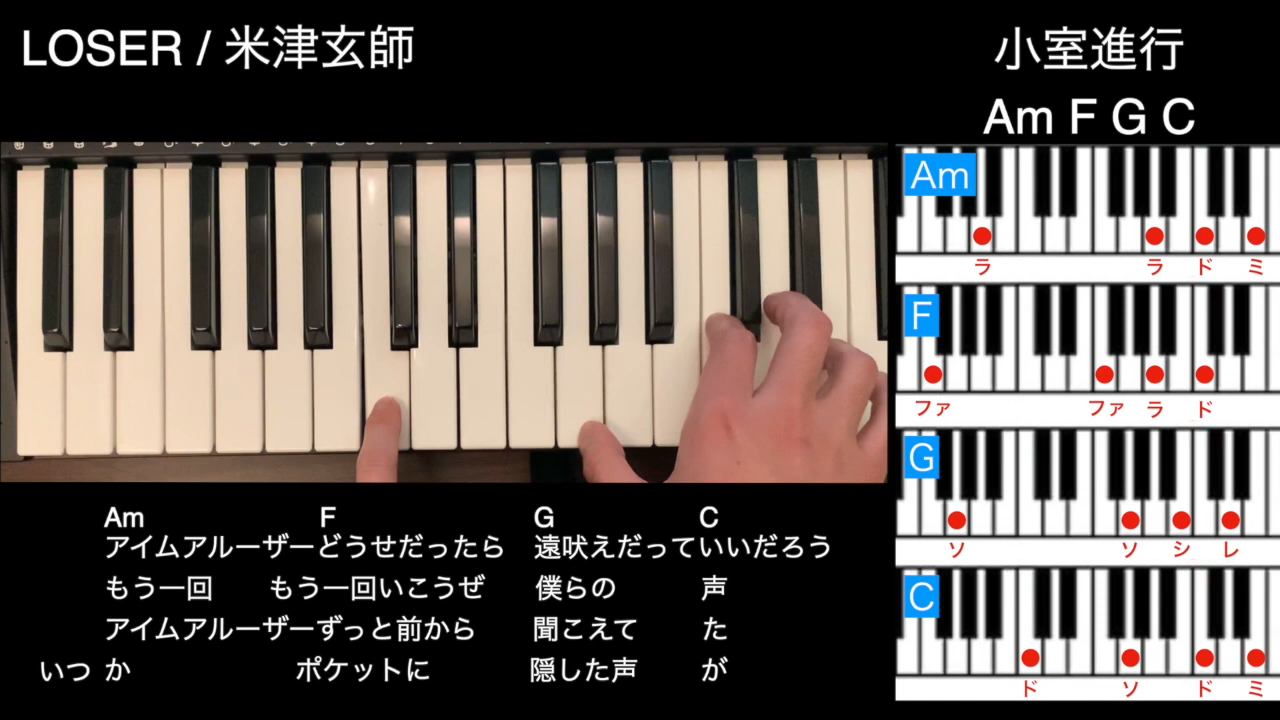 LOSER / 米津玄師
小室進行
Am F G C
Am
ラ ラ ド ミ
F
ファ ファ ラ ド
G
ソ ソ シ レ
C
ド ソ ド ミ
Am F G C
アイムアルーザーどうせだったら 遠吠えだっていいだろう
もう一回 もう一回いこうぜ 僕らの 声
アイムアルーザーずっと前から 聞こえて た
いつ か ポケットに 隠した声 が